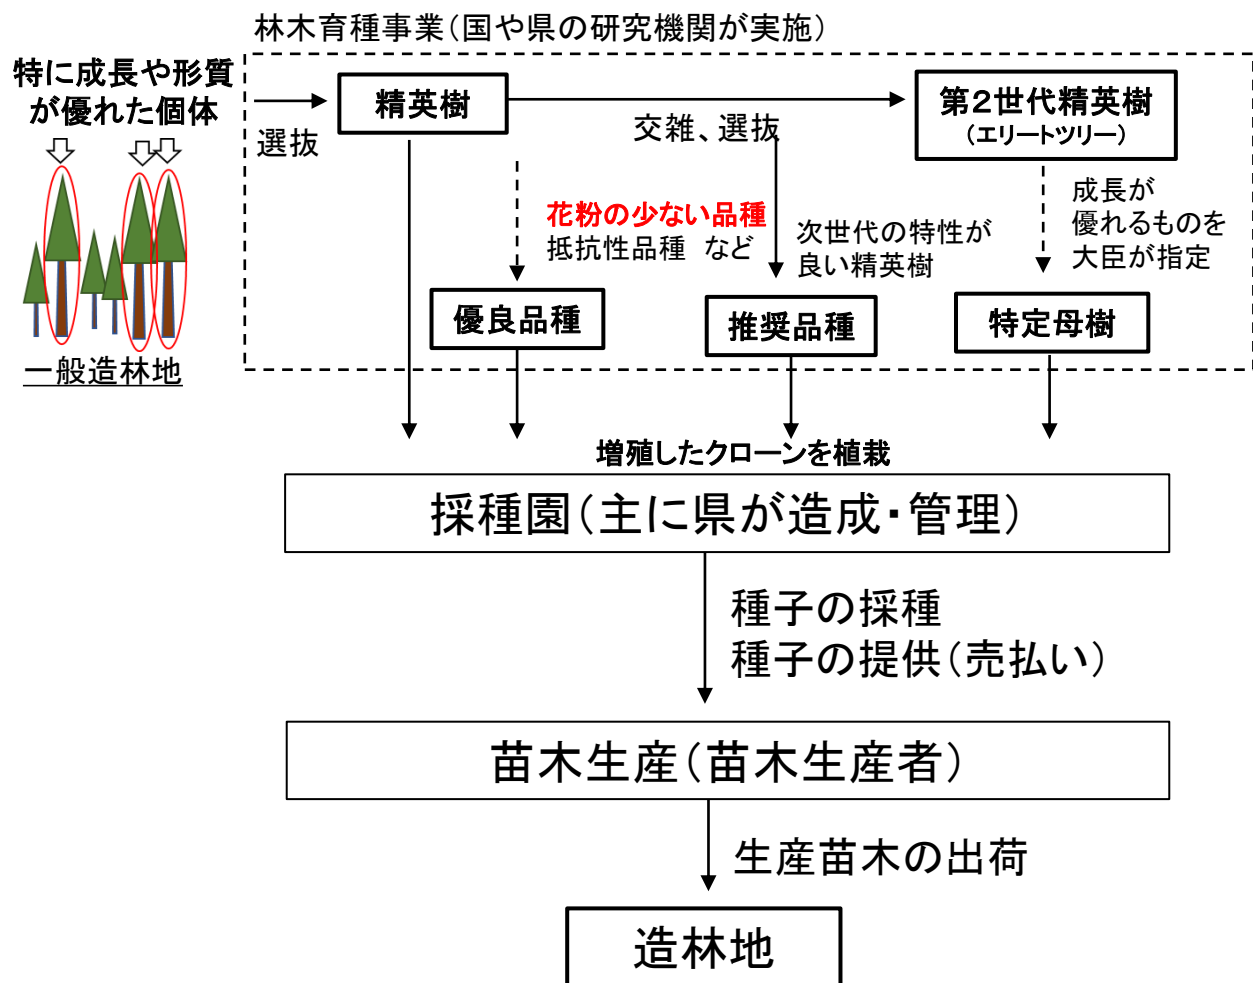 林木育種事業(国や県の研究機関が実施)
特に成長や形質
が優れた個体
選抜
精英樹
交雑、選抜
第2世代精英樹
(エリートツリー)
花粉の少ない品種
抵抗性品種 など
次世代の特性が
良い精英樹
成長が
優れるものを
大臣が指定
優良品種
推奨品種
特定母樹
一般造林地
増殖したクローンを植栽
採種園(主に県が造成・管理)
種子の採種
種子の提供(売払い)
苗木生産(苗木生産者)
生産苗木の出荷
造林地